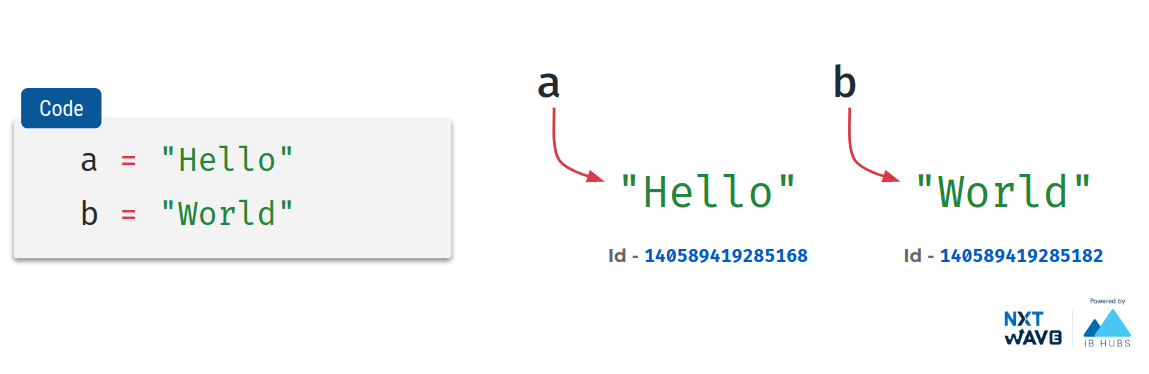 Code
a = "Hello"
b = "World"
a
b
"Hello"
"World"
Id - 140589419285168
Id - 140589419285182
Powered by
NXT
WAVE
iB HUBS